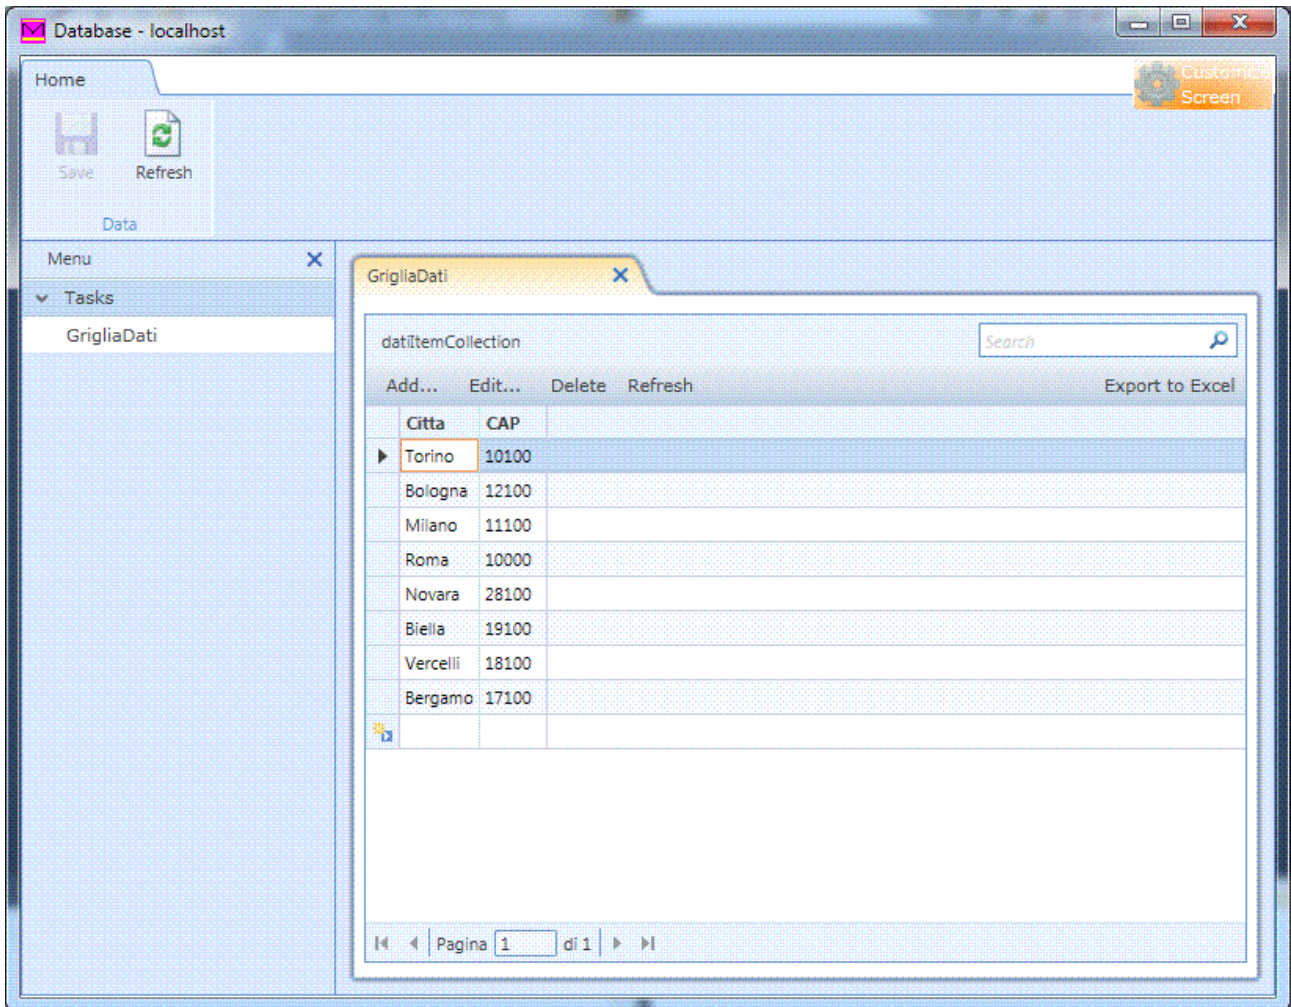 Database - localhost
Home
Customize
Screen
Save
Refresh
Data
Menu
Tasks
GrigliaDati
GrigliaDati
datiItemCollection
Search
Add... Edit... Delete Refresh Export to Excel
Citta CAP
Torino 10100
Bologna 12100
Milano 11100
Roma 10000
Novara 28100
Biella 19100
Vercelli 18100
Bergamo 17100
Pagina 1 di 1